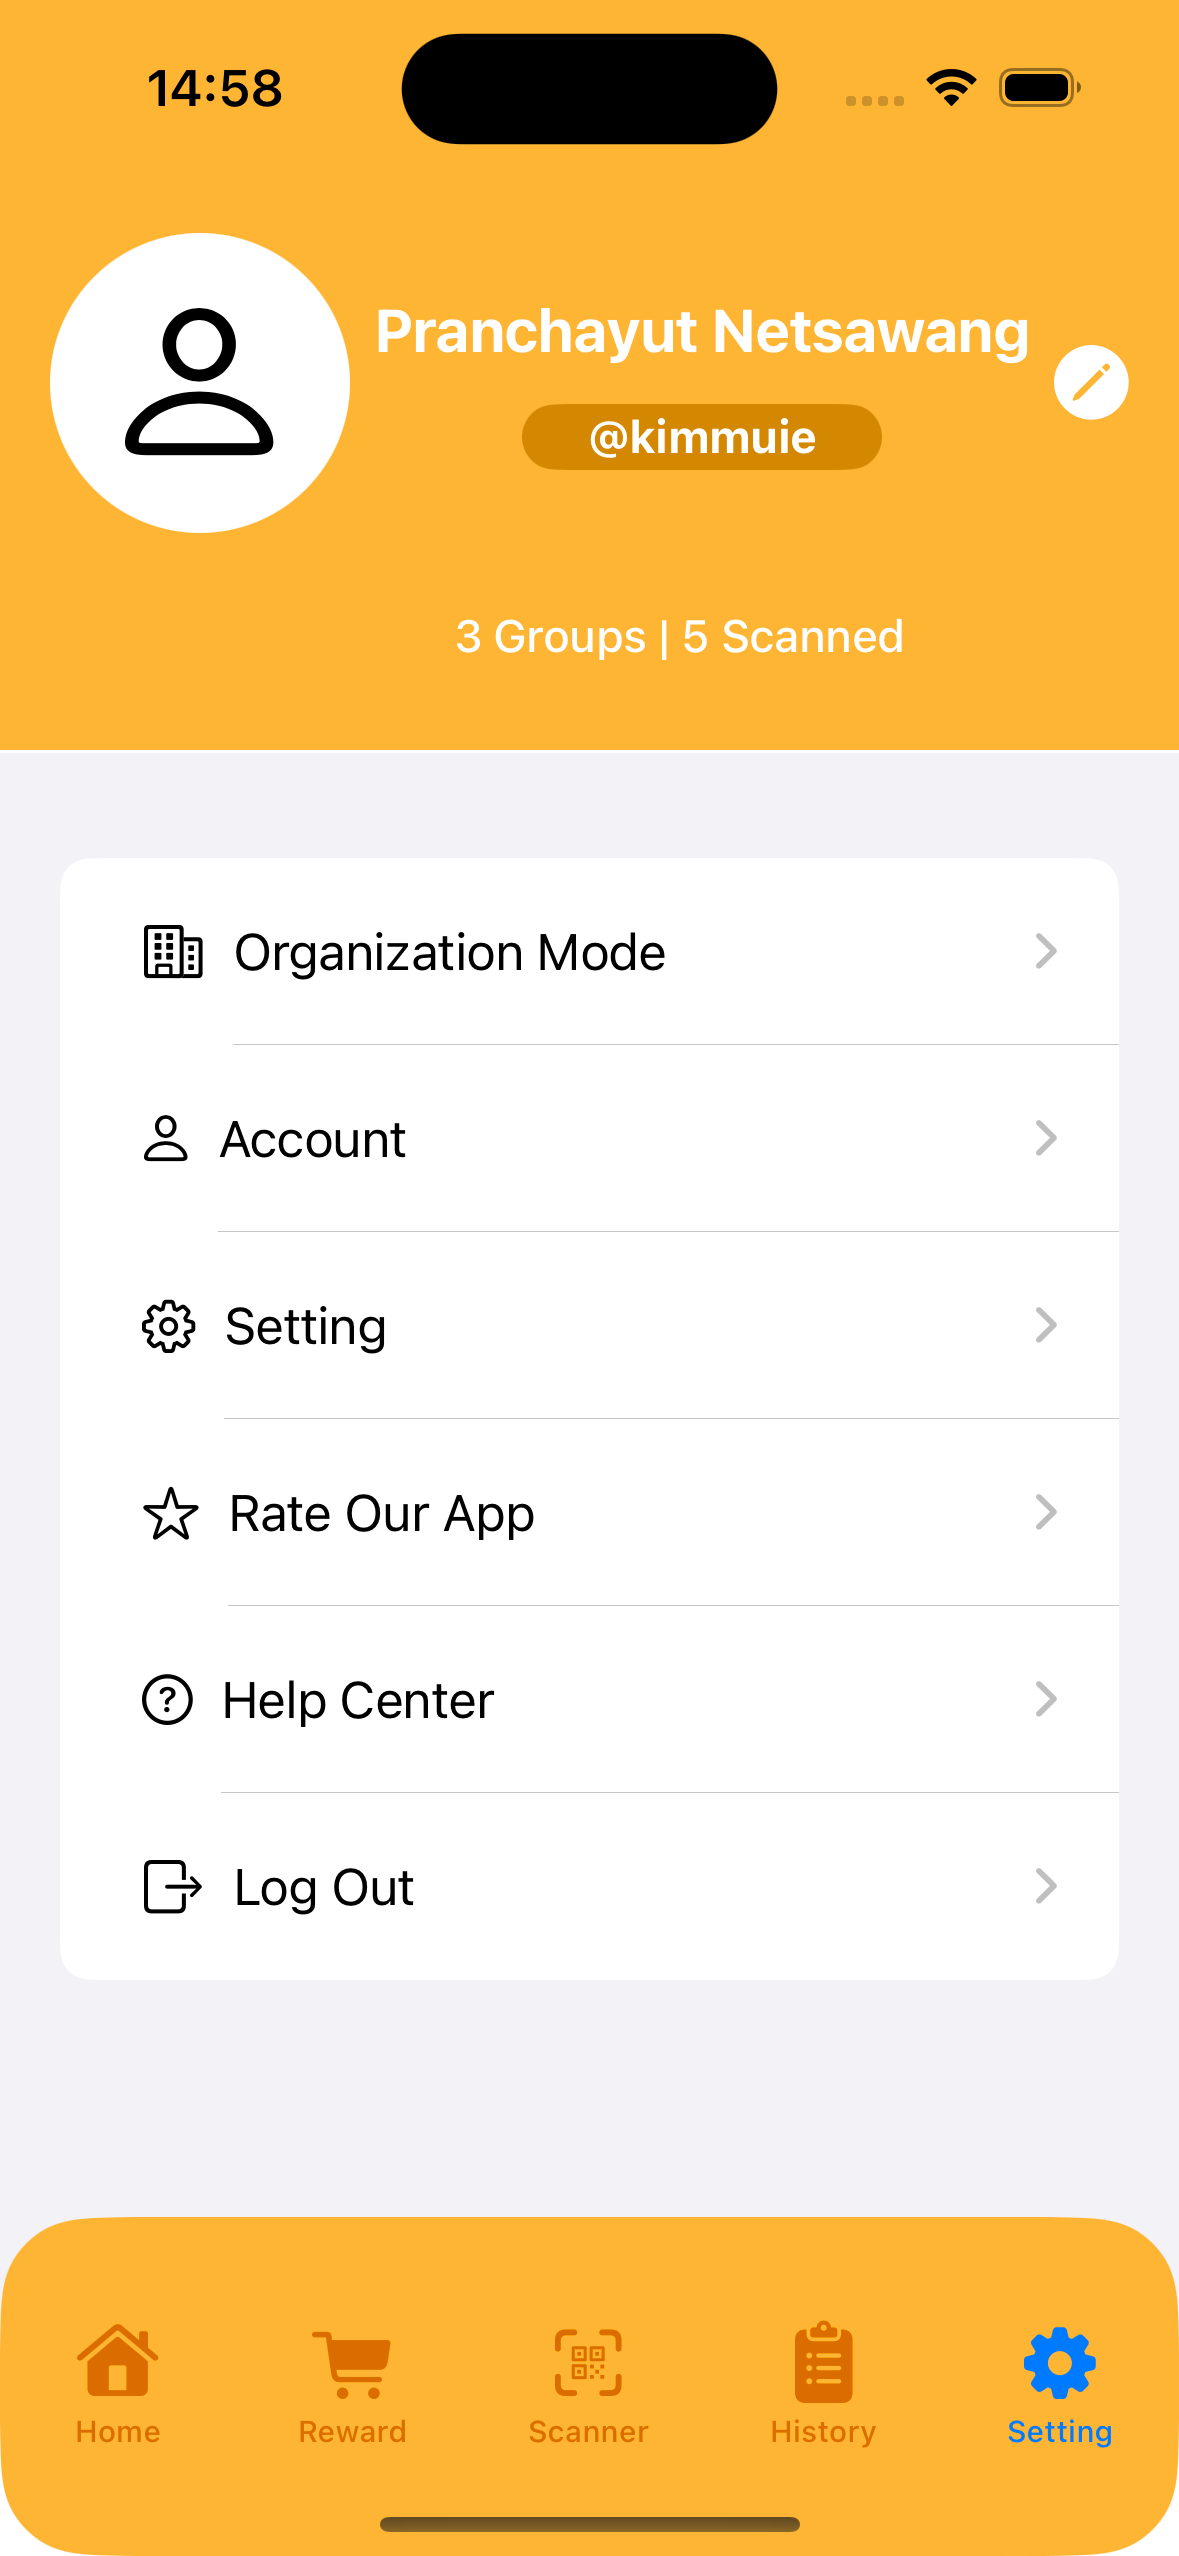 14:58
Pranchayut Netsawang
@kimmuie
3 Groups | 5 Scanned
Organization Mode
Account
Setting
Rate Our App
Help Center
Log Out
Home
Reward
Scanner
History
Setting